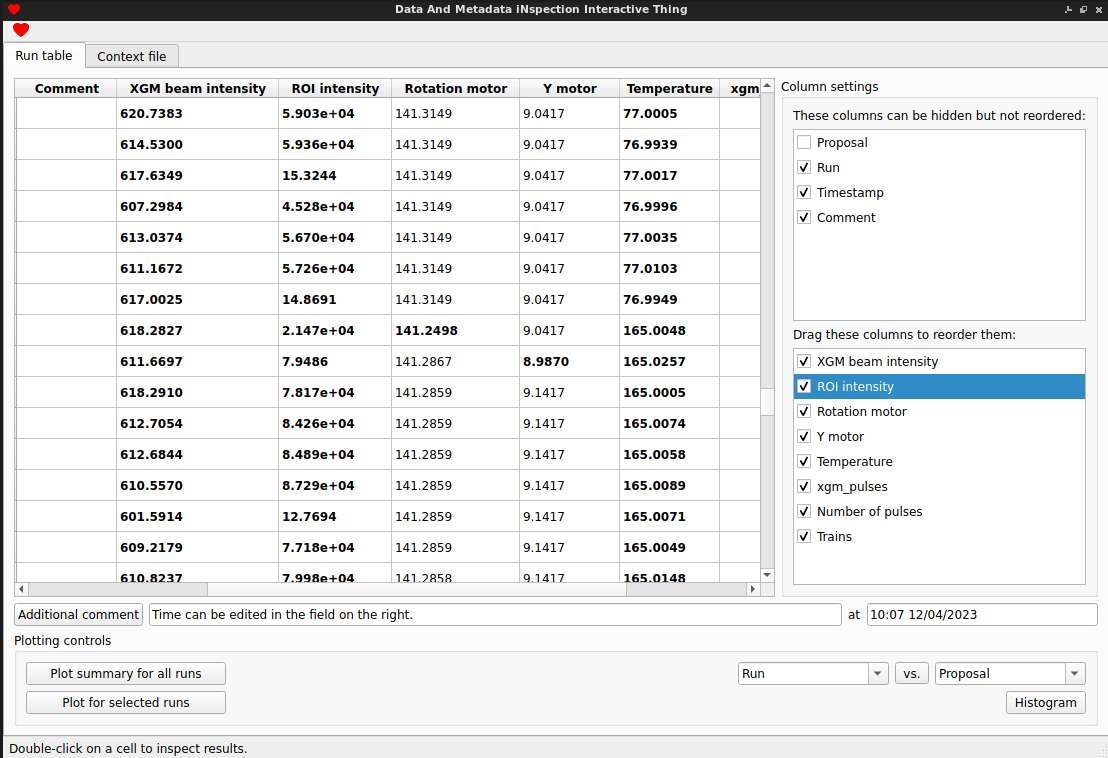 Data And Metadata iNspection Interactive Thing
Run table Context file
Comment XGM beam intensity ROI intensity Rotation motor Y motor Temperature xgm
620.7383 5.903e+04 141.3149 9.0417 77.0005
614.5300 5.936e+04 141.3149 9.0417 76.9939
617.6349 15.3244 141.3149 9.0417 77.0017
607.2984 4.528e+04 141.3149 9.0417 76.9996
613.0374 5.670e+04 141.3149 9.0417 77.0035
611.1672 5.726e+04 141.3149 9.0417 77.0103
617.0025 14.8691 141.3149 9.0417 76.9949
618.2827 2.147e+04 141.2498 9.0417 165.0048
611.6697 7.9486 141.2867 8.9870 165.0257
618.2910 7.817e+04 141.2859 9.1417 165.0005
612.7054 8.426e+04 141.2859 9.1417 165.0074
612.6844 8.489e+04 141.2859 9.1417 165.0058
610.5570 8.729e+04 141.2859 9.1417 165.0089
601.5914 12.7694 141.2859 9.1417 165.0071
609.2179 7.718e+04 141.2859 9.1417 165.0049
610.8237 7.998e+04 141.2858 9.1417 165.0148
Column settings
These columns can be hidden but not reordered:
Proposal
Run
Timestamp
Comment
Drag these columns to reorder them:
XGM beam intensity
ROI intensity
Rotation motor
Y motor
Temperature
xgm_pulses
Number of pulses
Trains
Additional comment Time can be edited in the field on the right. at 10:07 12/04/2023
Plotting controls
Plot summary for all runs Run vs. Proposal
Plot for selected runs Histogram
Double-click on a cell to inspect results.